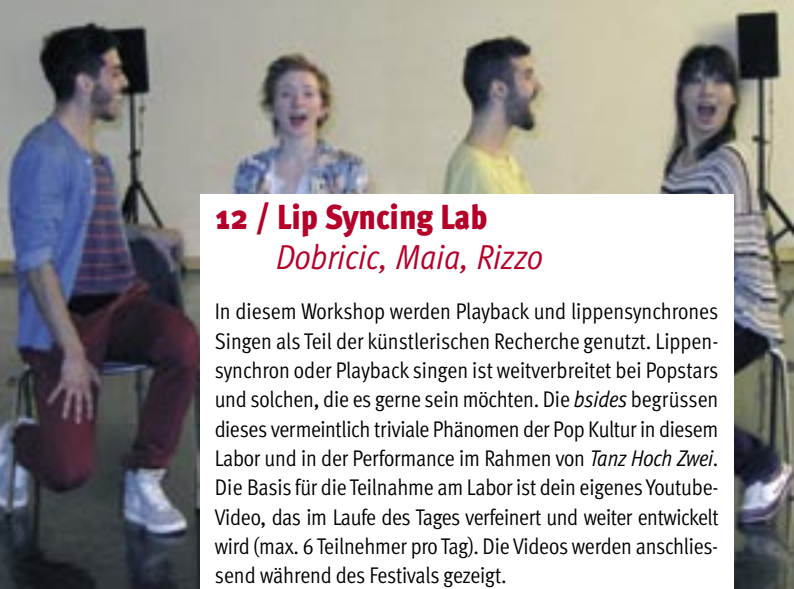 12 / Lip Syncing Lab
Dobricic, Maia, Rizzo
In diesem Workshop werden Playback und lippensynchrones
Singen als Teil der künstlerischen Recherche genutzt. Lippen-
synchron oder Playback singen ist weitverbreitet bei Popstars
und solchen, die es gerne sein möchten. Die bsides begrüssen
dieses vermeintlich triviale Phänomen der Pop Kultur in diesem
Labor und in der Performance im Rahmen von Tanz Hoch Zwei.
Die Basis für die Teilnahme am Labor ist dein eigenes Youtube-
Video, das im Laufe des Tages verfeinert und weiter entwickelt
wird (max. 6 Teilnehmer pro Tag). Die Videos werden anschlies-
send während des Festivals gezeigt.